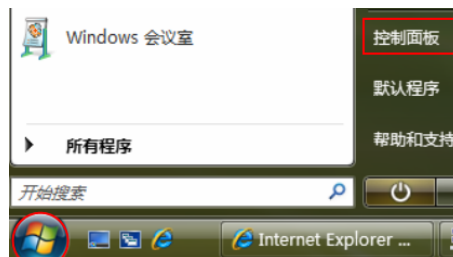 Windows 会议室
控制面板
默认程序
所有程序
帮助和支持
开始搜索
Internet Explorer ...